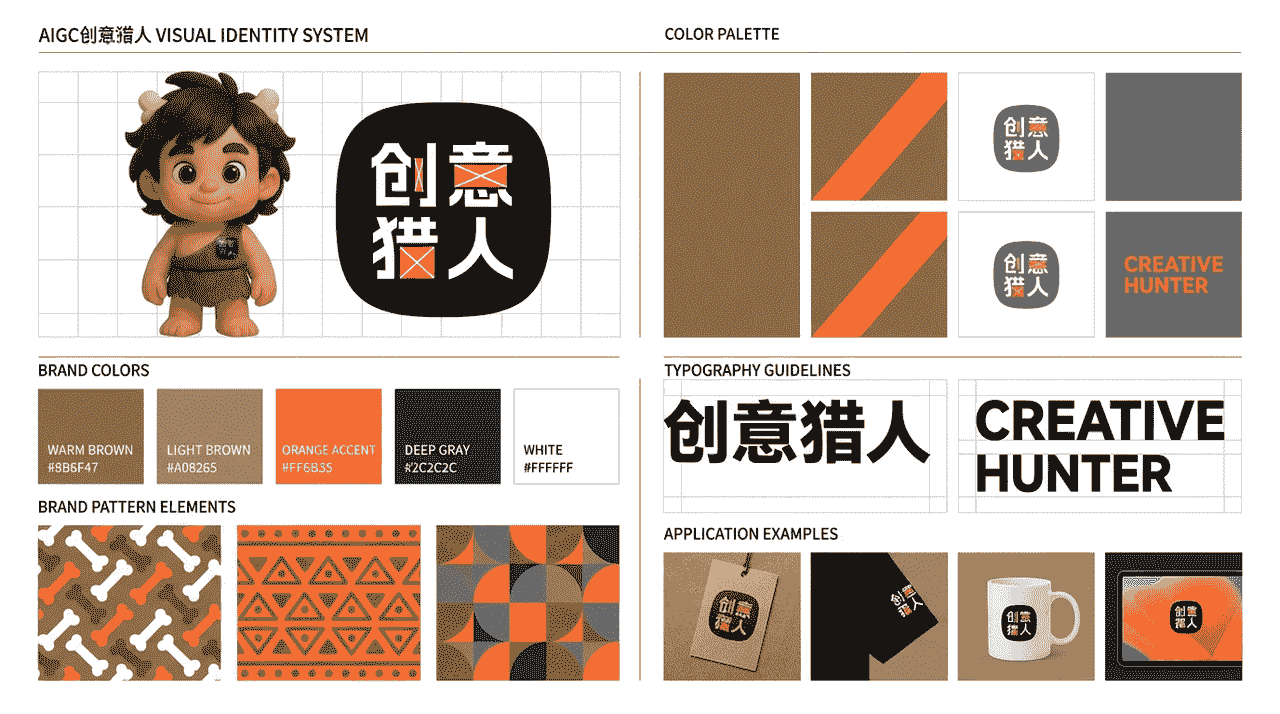 AIGC创意猎人 VISUAL IDENTITY SYSTEM
COLOR PALETTE
创意
猎人
创意
猎人
创意
猎人
CREATIVE
HUNTER
BRAND COLORS
WARM BROWN
#9B6F47
LIGHT BROWN
#A08265
ORANGE ACCENT
#FF6B35
DEEP GRAY
#2C2C2C
WHITE
#FFFFFF
TYPOGRAPHY GUIDELINES
创意猎人
CREATIVE
HUNTER
BRAND PATTERN ELEMENTS
APPLICATION EXAMPLES
创意
猎人
创意
猎人
创意
猎人
创意
猎人